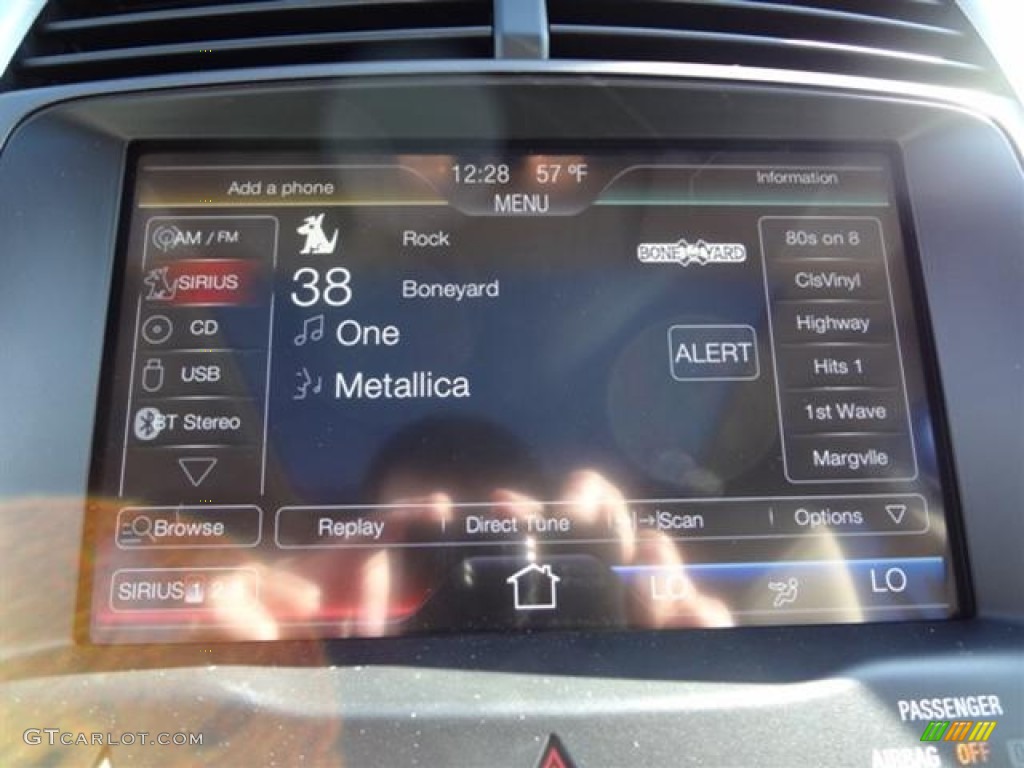 12:28 57 °F
Add a phone
MENU
Information
AM / FM
SIRIUS
CD
USB
BT Stereo
Browse
Rock
38 Boneyard
One
Metallica
BONEYARD
ALERT
80s on 8
ClsVinyl
Highway
Hits 1
1st Wave
Margvlle
Replay
Direct Tune
Scan
Options
SIRIUS 1 2
LO
LO
PASSENGER
AIRBAG OFF
GTCARLOT.COM